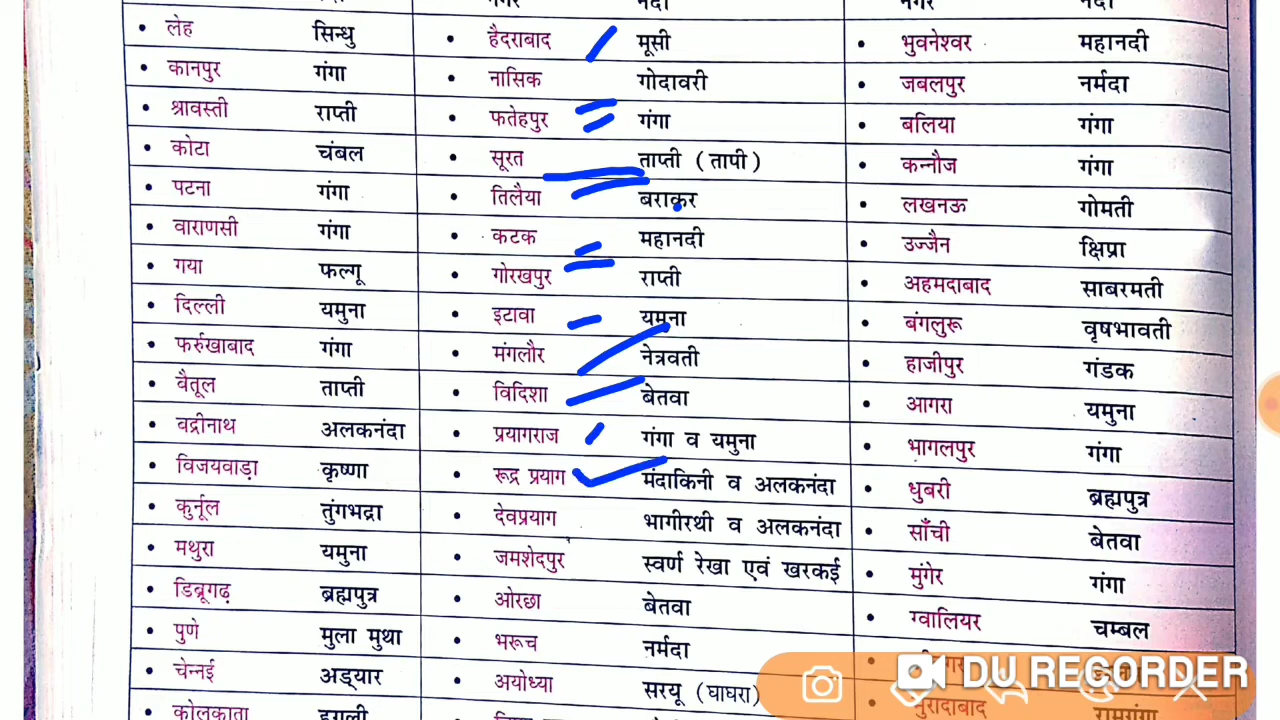 नगर नदी नगर नदी
• लेह सिन्धु • हैदराबाद मूसी • भुवनेश्वर महानदी
• कानपुर गंगा • नासिक गोदावरी • जबलपुर नर्मदा
• श्रावस्ती राप्ती • फतेहपुर गंगा • बलिया गंगा
• कोटा चंबल • सूरत ताप्ती (तापी) • कन्नौज गंगा
• पटना गंगा • तिलैया बराकर • लखनऊ गोमती
• वाराणसी गंगा • कटक महानदी • उज्जैन क्षिप्रा
• गया फल्गू • गोरखपुर राप्ती • अहमदाबाद साबरमती
• दिल्ली यमुना • इटावा यमुना • बंगलुरू वृषभावती
• फर्रुखाबाद गंगा • मंगलौर नेत्रवती • हाजीपुर गंडक
• वैतूल ताप्ती • विदिशा बेतवा • आगरा यमुना
• वद्रीनाथ अलकनंदा • प्रयागराज गंगा व यमुना • भागलपुर गंगा
• विजयवाड़ा कृष्णा • रूद्र प्रयाग मंदाकिनी व अलकनंदा • धुबरी ब्रह्मपुत्र
• कुर्नूल तुंगभद्रा • देवप्रयाग भागीरथी व अलकनंदा • साँची बेतवा
• मथुरा यमुना • जमशेदपुर स्वर्ण रेखा एवं खरकई • मुंगेर गंगा
• डिब्रूगढ़ ब्रह्मपुत्र • ओरछा बेतवा • ग्वालियर चम्बल
• पुणे मुला मुथा • भरूच नर्मदा
• चेन्नई अड्यार • अयोध्या सरयू (घाघरा) • मुरादाबाद रामगंगा
• कोलकाता हुगली
DU RECORDER